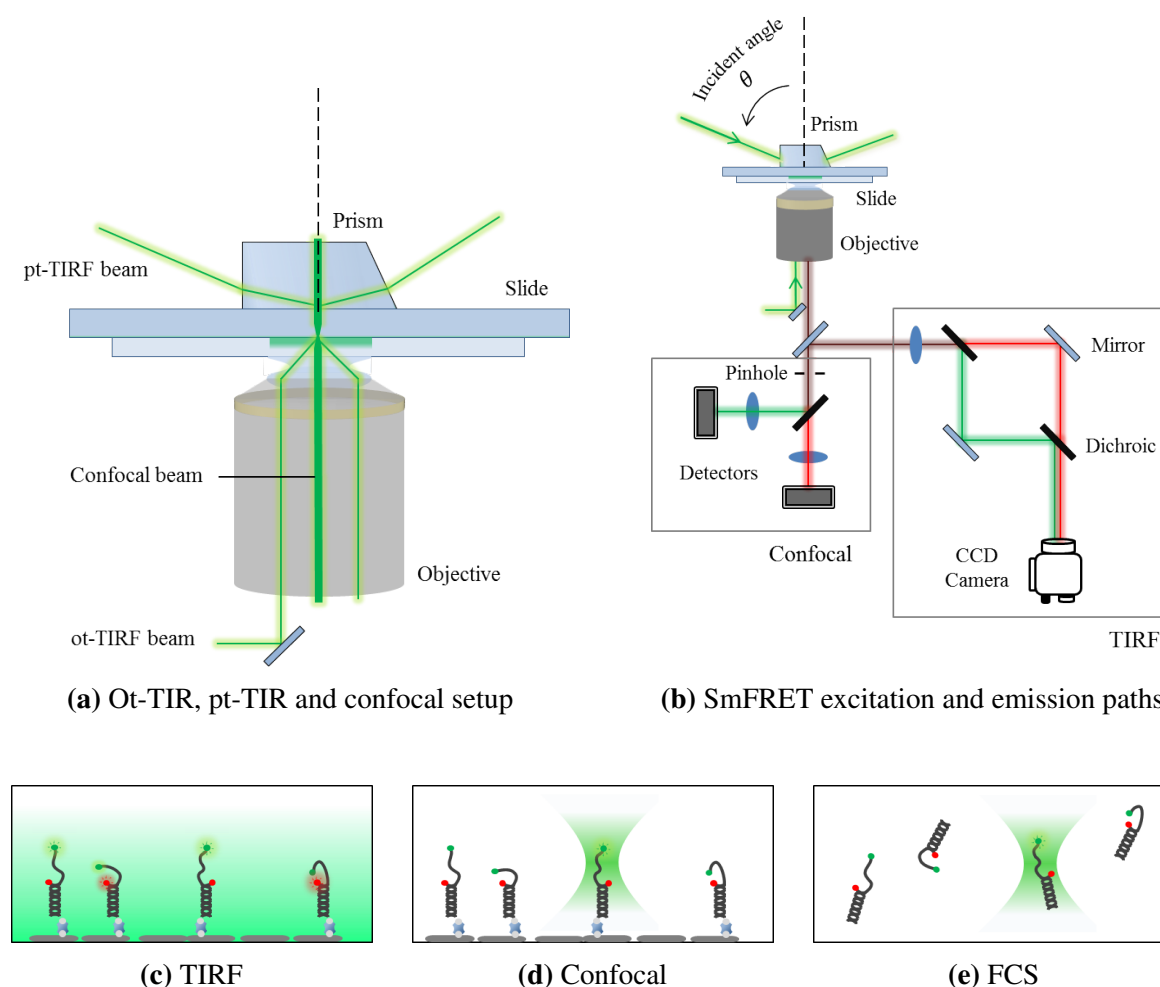 Prism
pt-TIRF beam
Slide
Confocal beam
Objective
ot-TIRF beam
(a) Ot-TIR, pt-TIR and confocal setup
Incident angle
θ
Prism
Slide
Objective
Pinhole
Mirror
Detectors
Dichroic
Confocal
CCD
Camera
TIRF
(b) SmFRET excitation and emission paths
(c) TIRF
(d) Confocal
(e) FCS